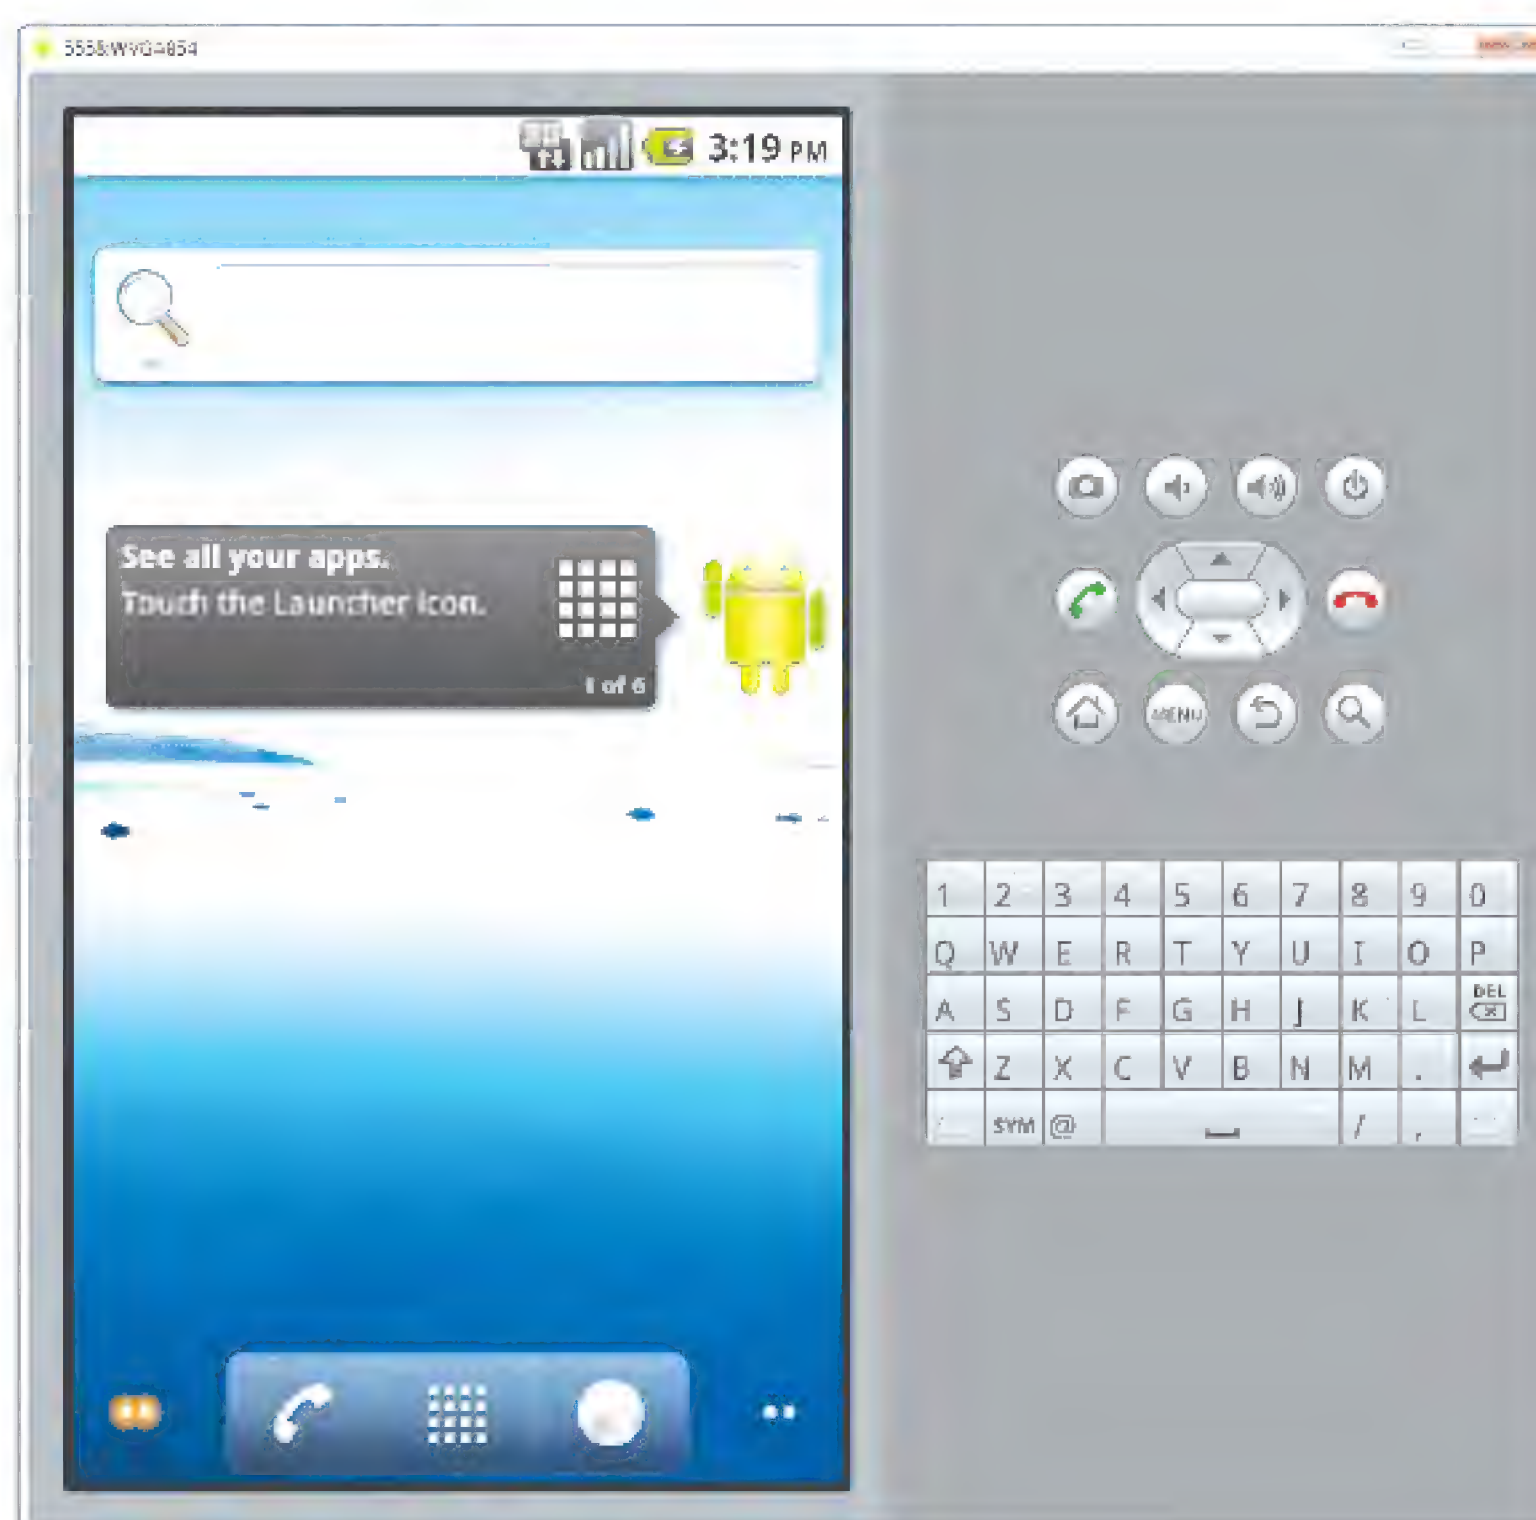 5558:WVGA854
3:19 PM
See all your apps.
Touch the Launcher icon.
1 of 6
MENU
1 2 3 4 5 6 7 8 9 0
Q W E R T Y U I O P
A S D F G H J K L DEL
Z X C V B N M .
SYM @ / ,